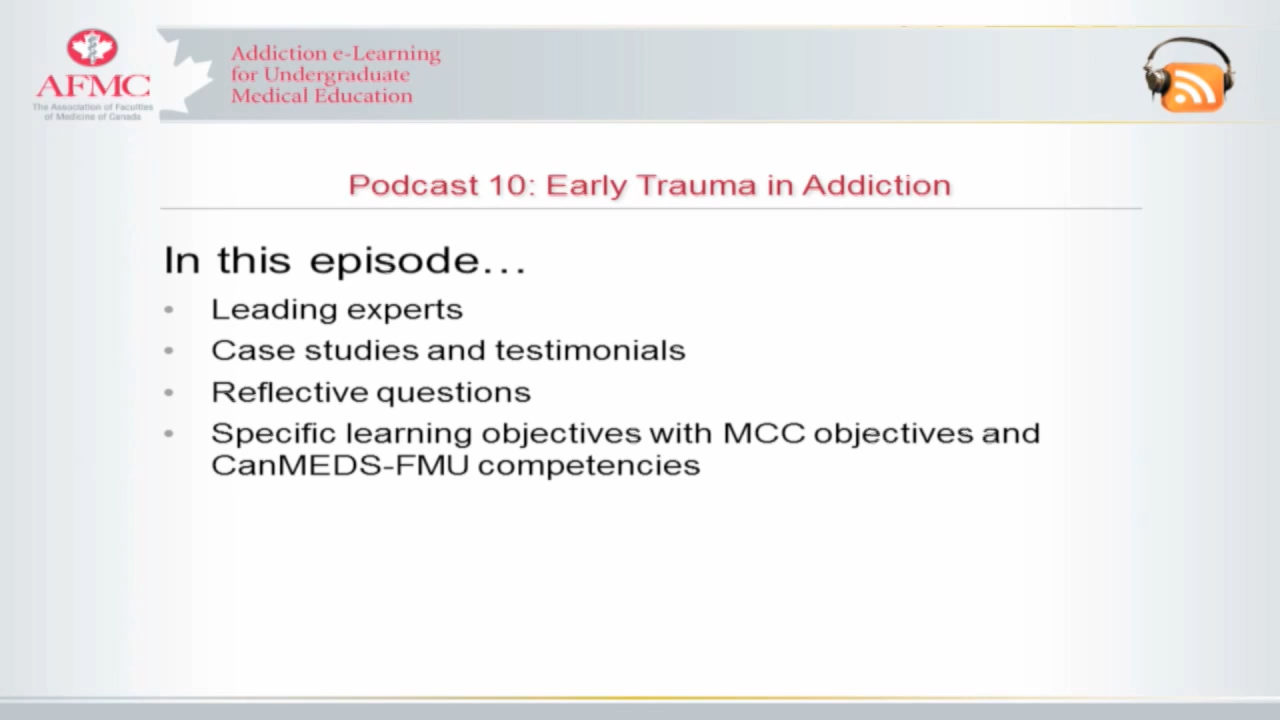 AFMC
The Association of Faculties
of Medicine of Canada
Addiction e-Learning
for Undergraduate
Medical Education
Podcast 10: Early Trauma in Addiction
In this episode…
• Leading experts
• Case studies and testimonials
• Reflective questions
• Specific learning objectives with MCC objectives and
CanMEDS-FMU competencies